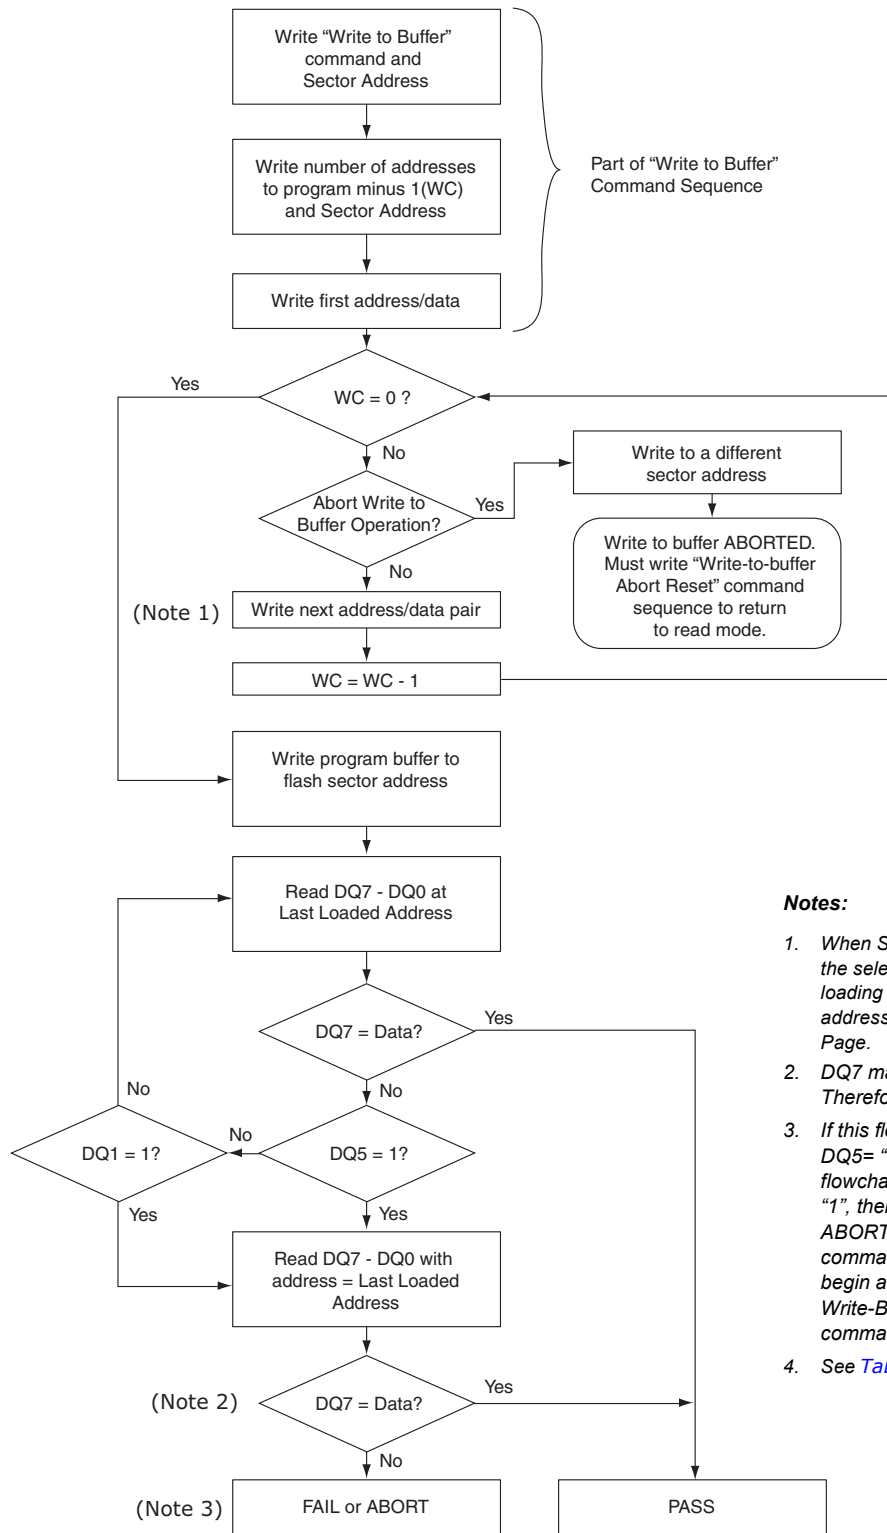 Write “Write to Buffer”
command and
Sector Address
Write number of addresses
to program minus 1(WC)
and Sector Address
Part of “Write to Buffer”
Command Sequence
Write first address/data
Yes
WC = 0 ?
No
Write to a different
sector address
Abort Write to
Buffer Operation?
Yes
No
Write to buffer ABORTED.
Must write “Write-to-buffer
Abort Reset” command
sequence to return
to read mode.
(Note 1)
Write next address/data pair
WC = WC - 1
Write program buffer to
flash sector address
Read DQ7 - DQ0 at
Last Loaded Address
DQ7 = Data?
Yes
No
No
DQ1 = 1?
No
DQ5 = 1?
Yes
Yes
Read DQ7 - DQ0 with
address = Last Loaded
Address
(Note 2)
DQ7 = Data?
Yes
No
(Note 3)
FAIL or ABORT
PASS
Notes:
1. When S
the sele
loading
address
Page.
2. DQ7 ma
Therefo
3. If this flo
DQ5= “
flowcha
“1”, the
ABORT
comma
begin a
Write-B
comma
4. See Tal